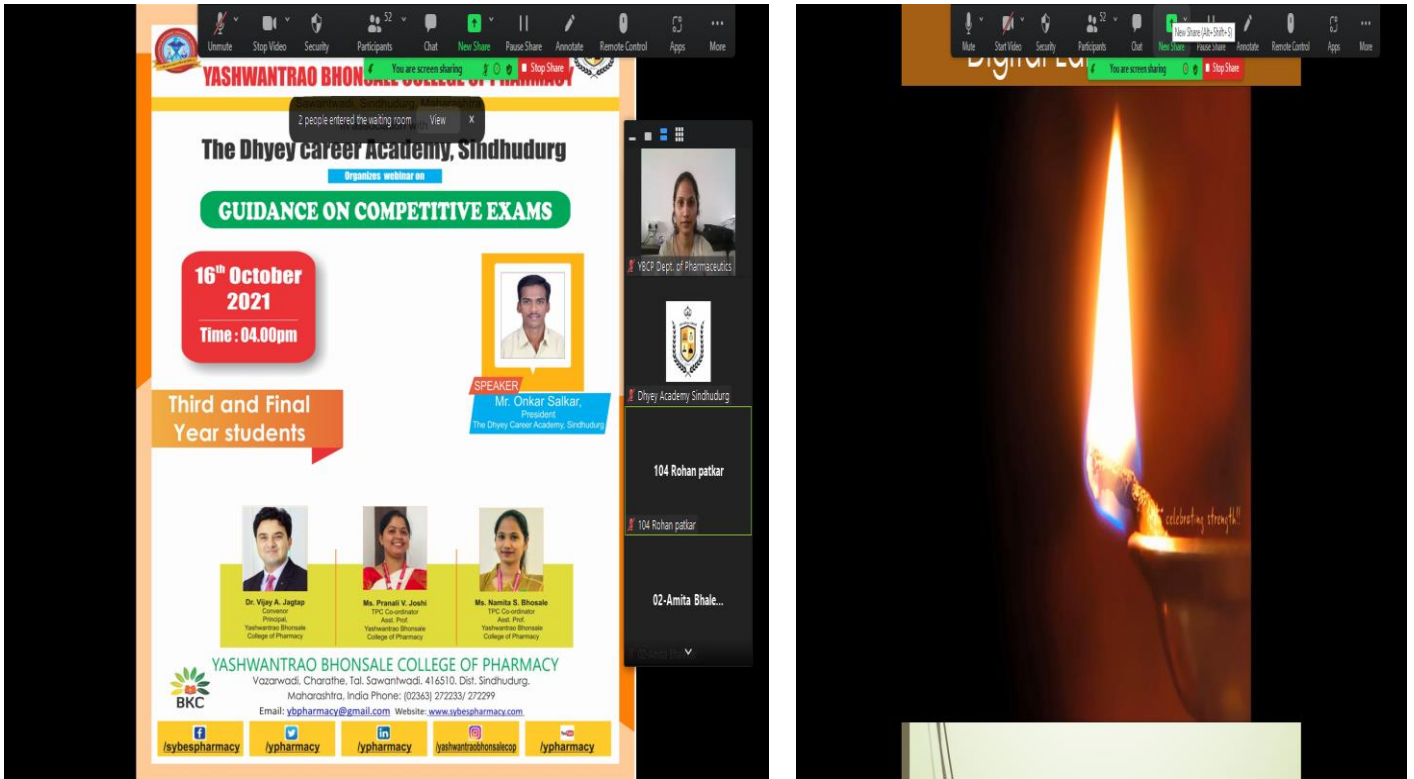 Unmute
Stop Video
Security
52
Participants
Chat
New Share
Pause Share
Annotate
Remote Control
Apps
More
You are screen sharing
Stop Share
YASHWANTRAO BHONSALE COLLEGE OF PHARMACY
Sawantwadi, Sindhudurg, Maharashtra
2 people entered the waiting room View X
The Dhyey career Academy, Sindhudurg
Organizes webinar on
GUIDANCE ON COMPETITIVE EXAMS
16th October
2021
Time : 04.00pm
SPEAKER
Mr. Onkar Salkar,
President
The Dhyey Career Academy, Sindhudurg
Third and Final
Year students
Dr. Vijay A. Jagtap
Convenor
Principal,
Yashwantrao Bhonsale
College of Pharmacy
Ms. Pranali V. Joshi
TPC Co-ordinator
Asst. Prof.
Yashwantrao Bhonsale
College of Pharmacy
Ms. Namita S. Bhosale
TPC Co-ordinator
Asst. Prof.
Yashwantrao Bhonsale
College of Pharmacy
BKC
YASHWANTRAO BHONSALE COLLEGE OF PHARMACY
Vazarwadi, Charathe, Tal. Sawantwadi. 416510. Dist. Sindhudurg.
Maharashtra, India Phone: (02363) 272233/ 272299
Email: ybpharmacy@gmail.com Website: www.sybespharmacy.com
/sybespharmacy
/ypharmacy
/ypharmacy
/yashwantraobhonsalecop
/ypharmacy
YBCP Dept. of Pharmaceutics
Dhyey Academy Sindhudurg
104 Rohan patkar
104 Rohan patkar
02-Amita Bhale...
Mute
Start Video
Security
52
Participants
Chat
New Share
Pause Share
Annotate
Remote Control
Apps
More
New Share (Alt+Shift+S)
You are screen sharing
Stop Share
Digital
celebrating strength!!